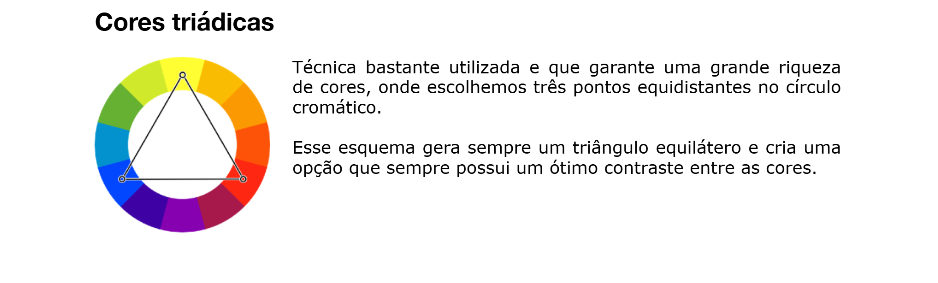 Cores triádicas
Técnica bastante utilizada e que garante uma grande riqueza
de cores, onde escolhemos três pontos equidistantes no círculo
cromático.
Esse esquema gera sempre um triângulo equilátero e cria uma
opção que sempre possui um ótimo contraste entre as cores.